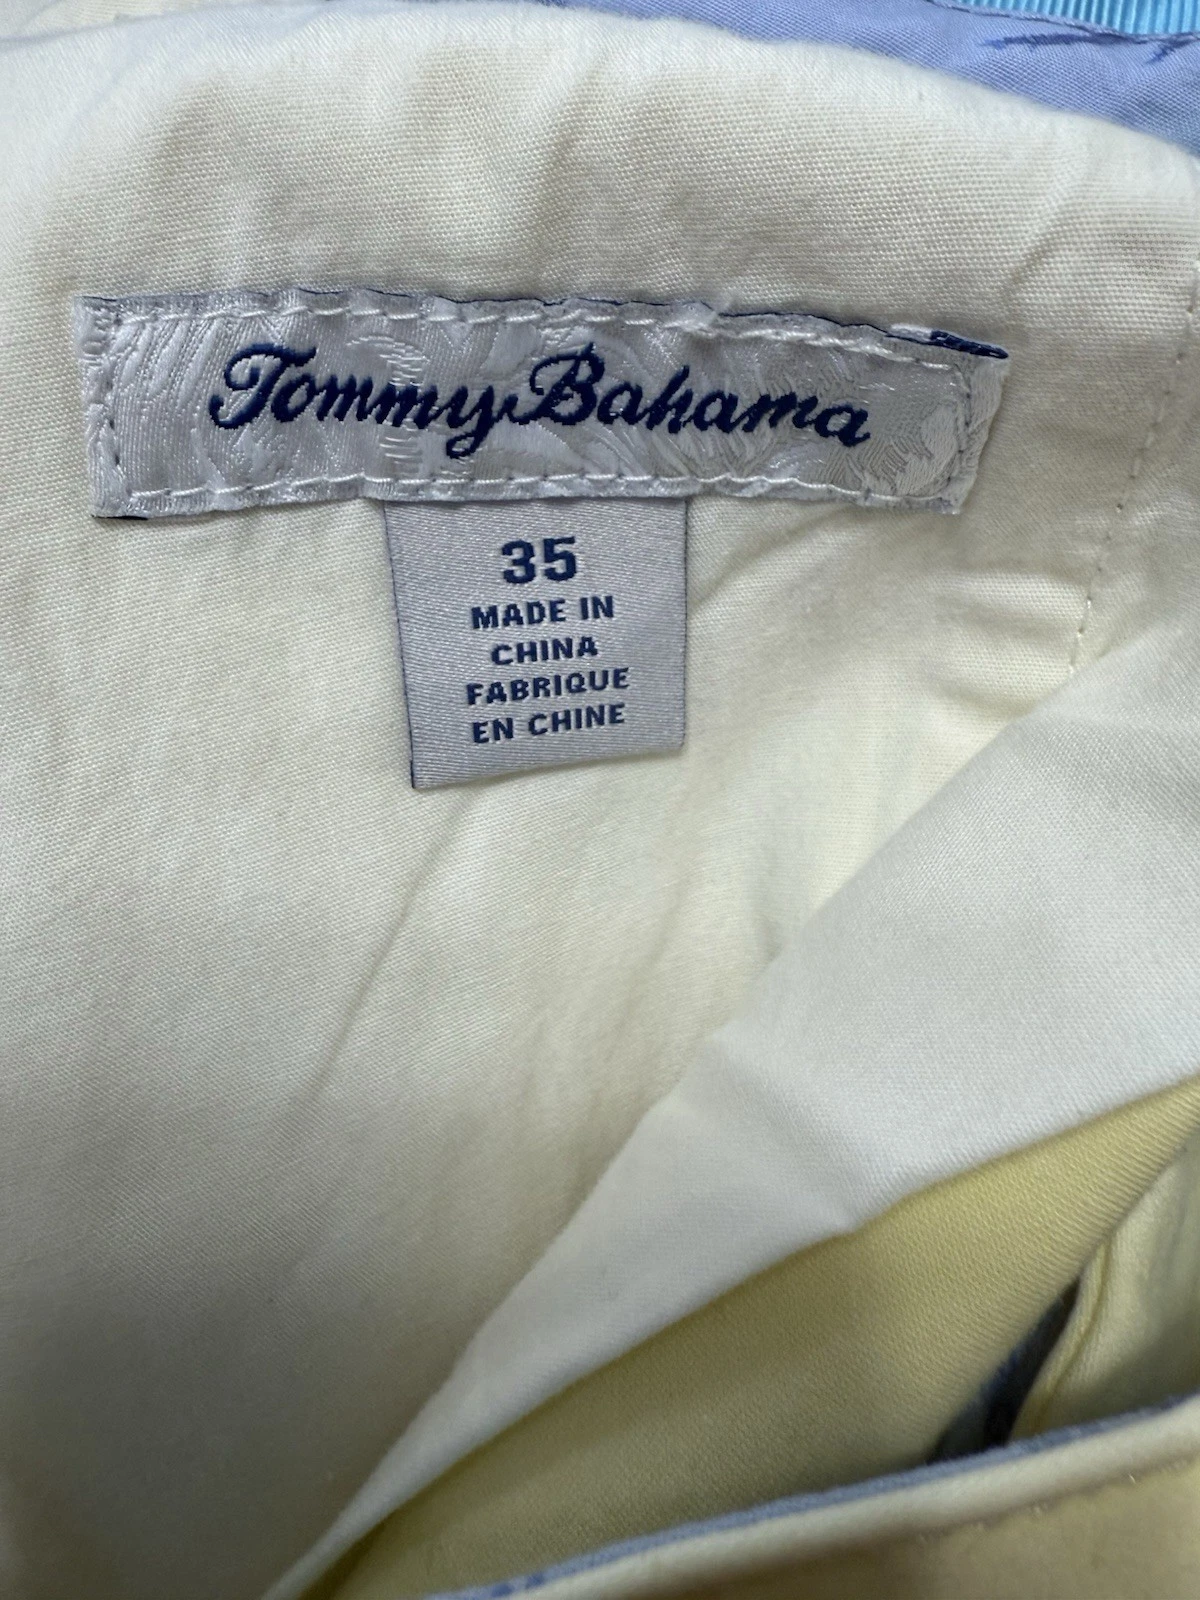 Tommy Bahama
35
MADE IN
CHINA
FABRIQUE
EN CHINE